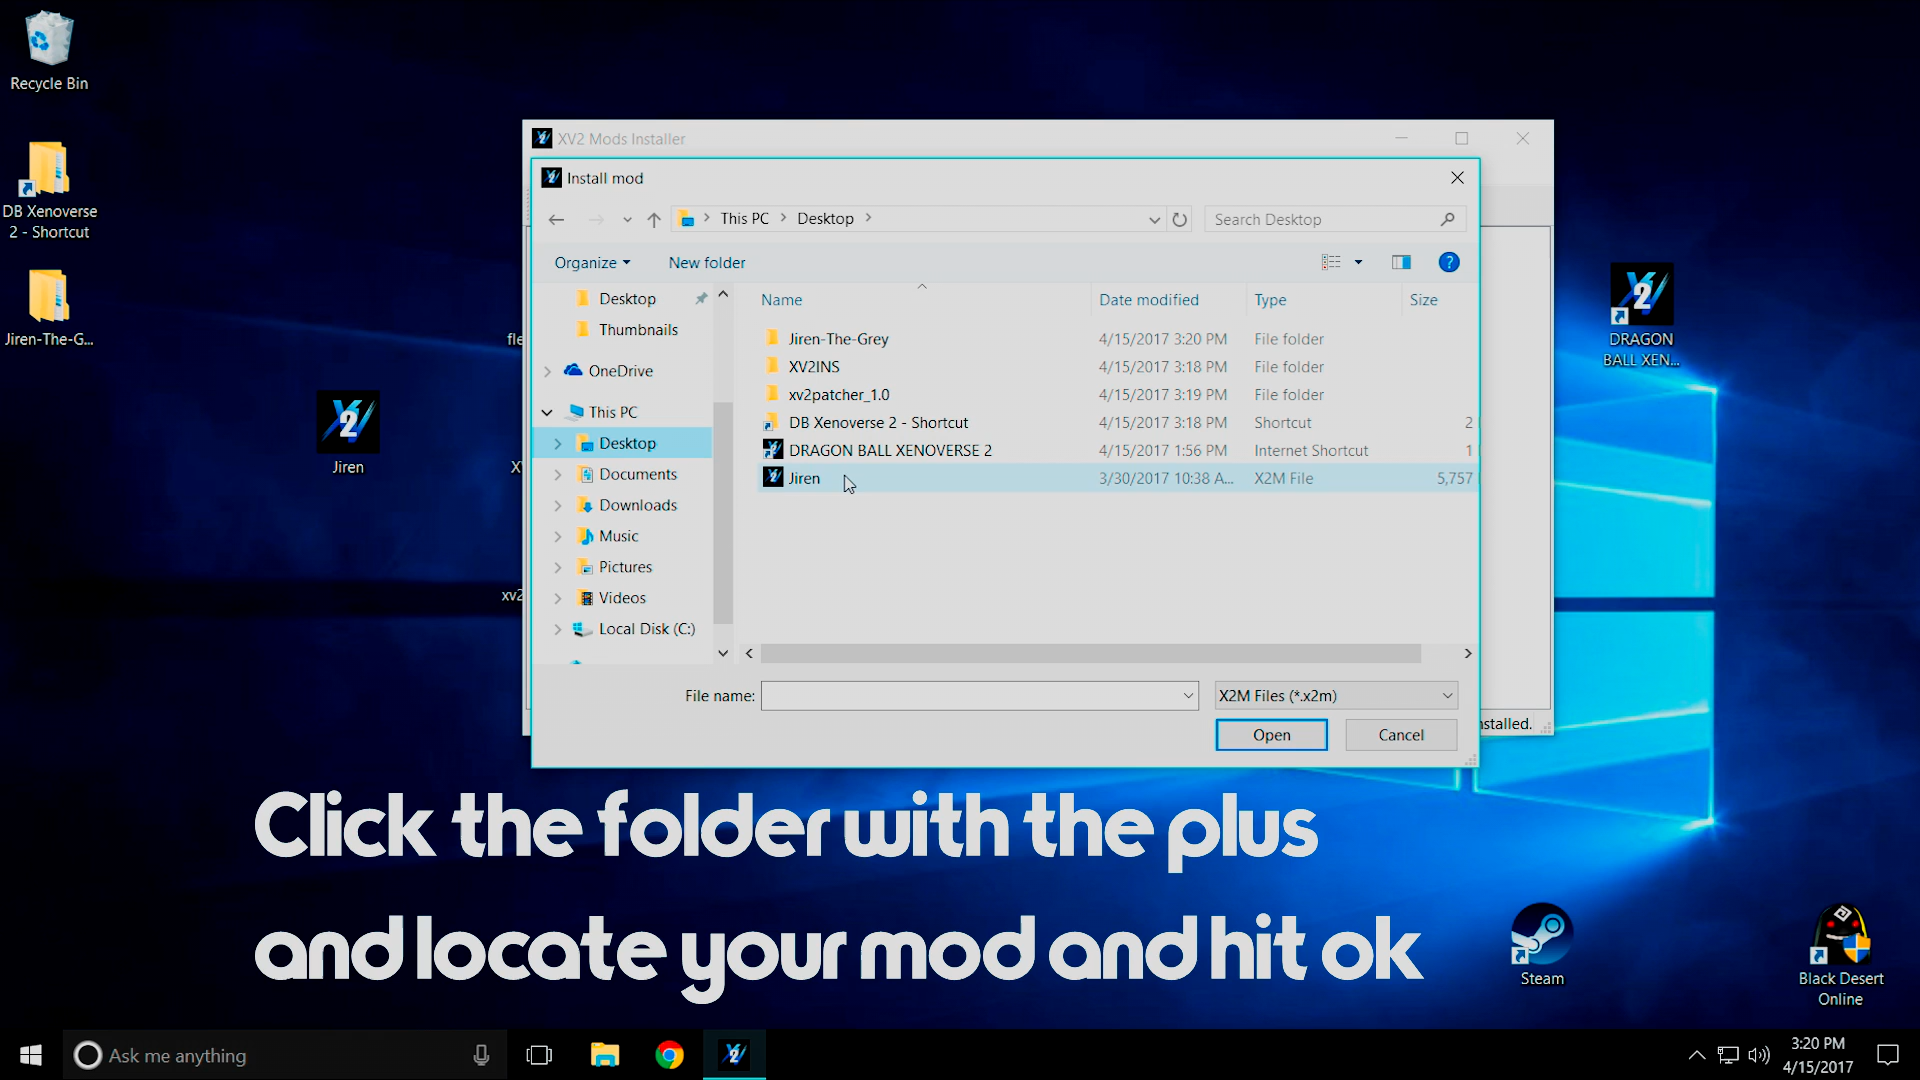 Recycle Bin
DB Xenoverse
2 - Shortcut
Jiren-The-G...
Jiren
XV2 Mods Installer
Install mod
This PC
Desktop
Search Desktop
Organize
New folder
Desktop
Thumbnails
OneDrive
This PC
Desktop
Documents
Downloads
Music
Pictures
Videos
Local Disk (C:)
Name Date modified Type Size
Jiren-The-Grey 4/15/2017 3:20 PM File folder
XV2INS 4/15/2017 3:18 PM File folder
xv2patcher_1.0 4/15/2017 3:19 PM File folder
DB Xenoverse 2 - Shortcut 4/15/2017 3:18 PM Shortcut 2
DRAGON BALL XENOVERSE 2 4/15/2017 1:56 PM Internet Shortcut 1
Jiren 3/30/2017 10:38 A... X2M File 5,757
File name:
X2M Files (*.x2m)
Open
Cancel
nstalled.
fle
X
xv2
DRAGON
BALL XEN...
Click the folder with the plus
and locate your mod and hit ok
Steam
Black Desert
Online
Ask me anything
3:20 PM
4/15/2017